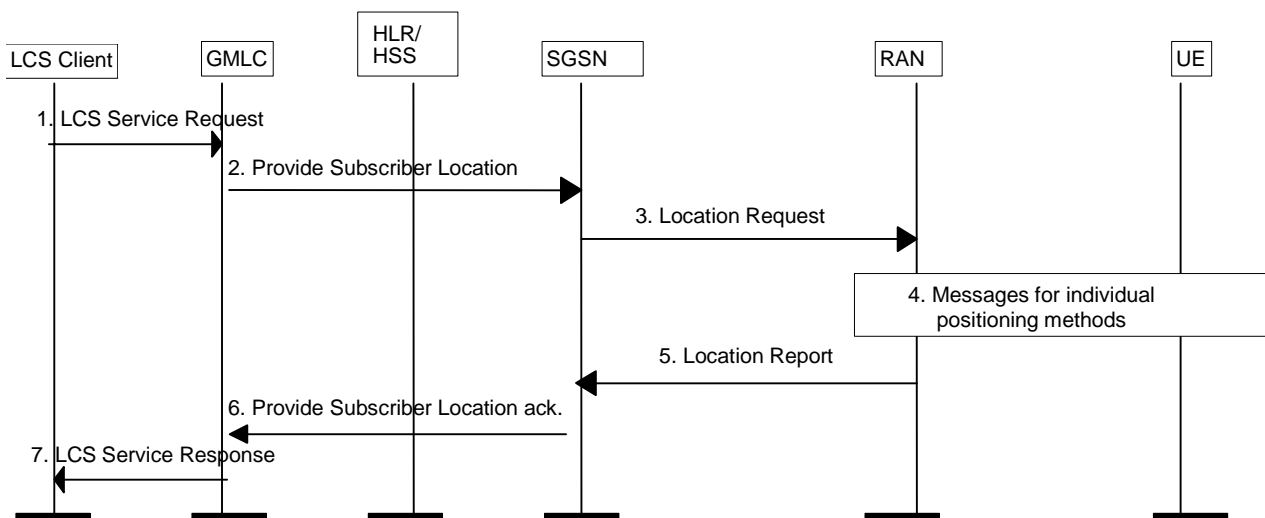 HLR/
HSS
LCS Client
GMLC
SGSN
RAN
UE
1. LCS Service Request
2. Provide Subscriber Location
3. Location Request
4. Messages for individual
positioning methods
5. Location Report
6. Provide Subscriber Location ack.
7. LCS Service Response